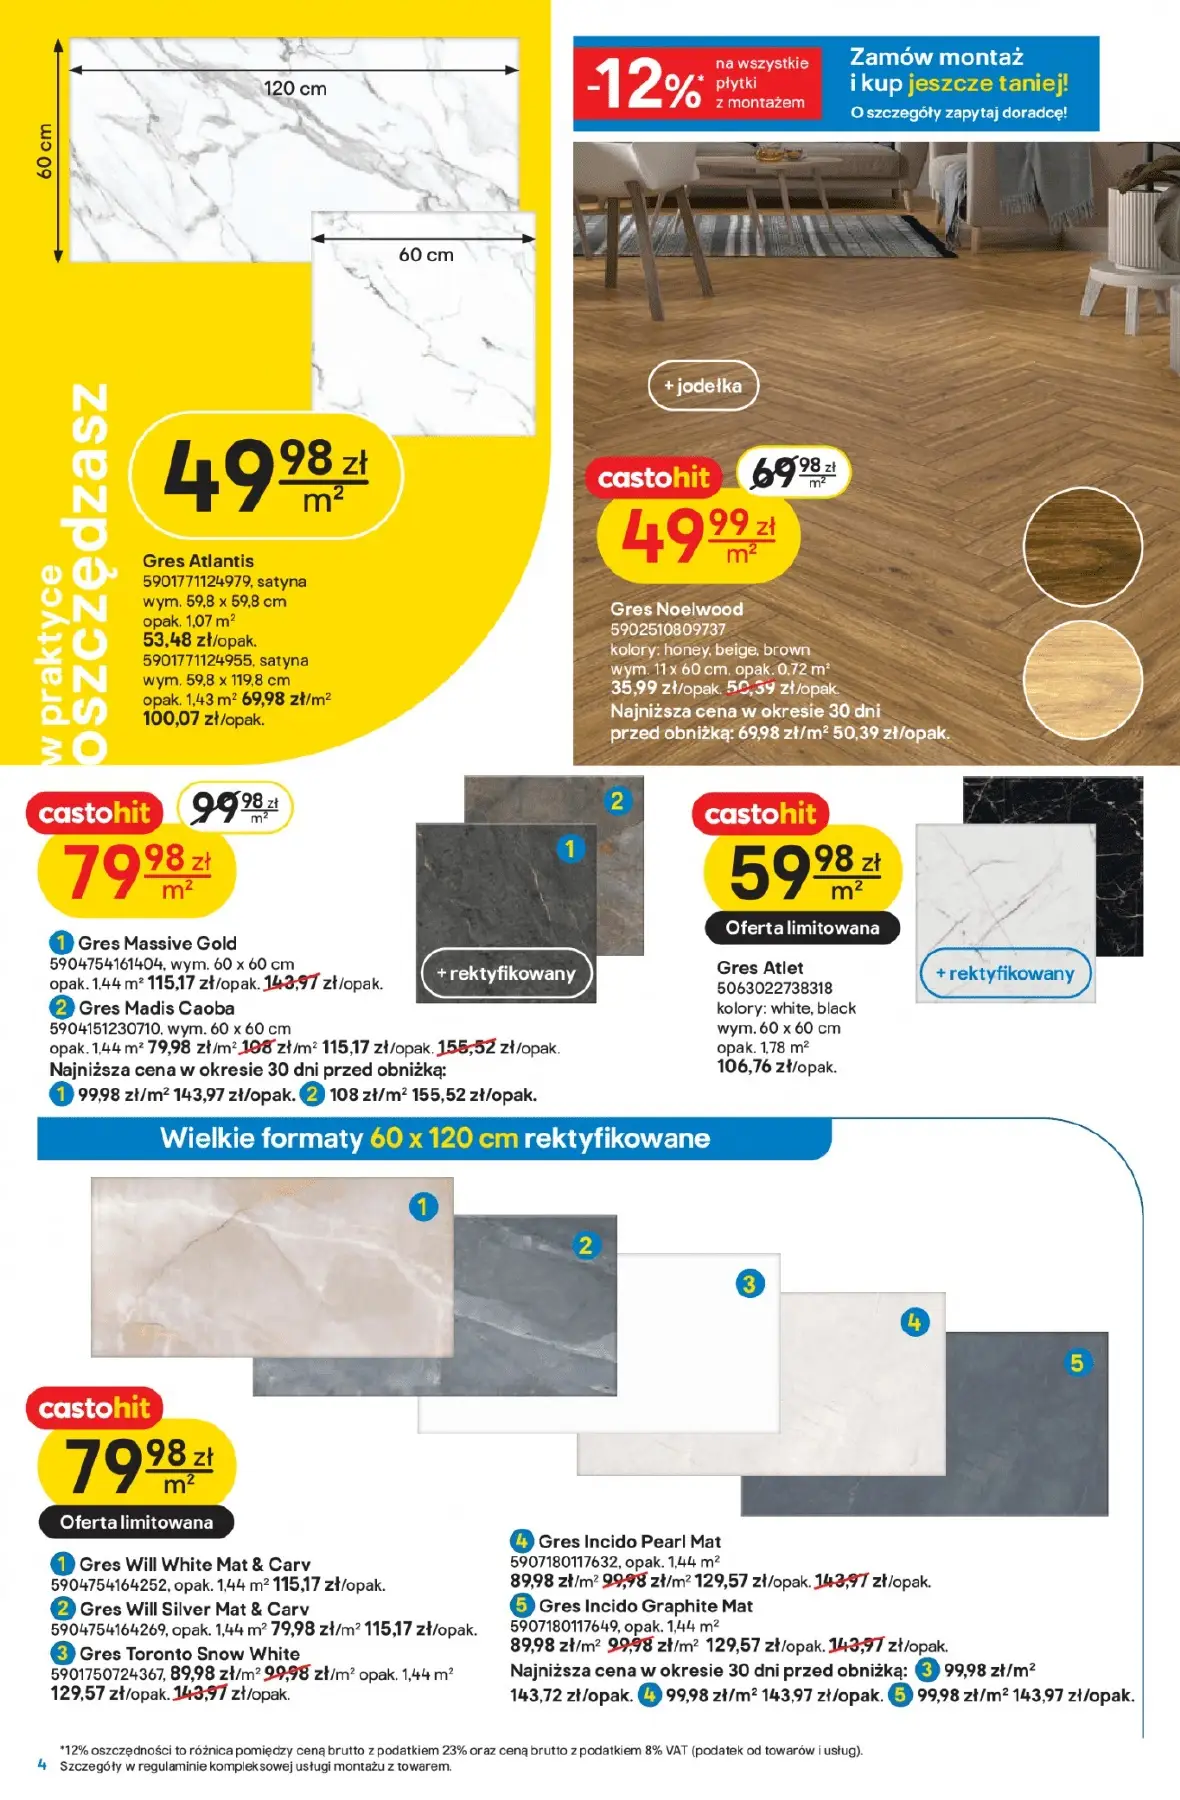 120 cm
60 cm
60 cm
w praktyce
oszczędzasz
49 98 zł
m²
Gres Atlantis
5901771124979, satyna
wym. 59,8 x 59,8 cm
opak. 1,07 m²
53,48 zł/opak.
5901771124955, satyna
wym. 59,8 x 119,8 cm
opak. 1,43 m² 69,98 zł/m²
100,07 zł/opak.
-12%*
na wszystkie
płytki
z montażem
Zamów montaż
i kup jeszcze taniej!
O szczegóły zapytaj doradcę!
+ jodełka
castohit
69 98 zł
m²
49 99 zł
m²
Gres Noelwood
5902510809737
kolory: honey, beige, brown
wym. 11 x 60 cm, opak. 0,72 m²
35,99 zł/opak. 50,39 zł/opak.
Najniższa cena w okresie 30 dni
przed obniżką: 69,98 zł/m² 50,39 zł/opak.
castohit
99 98 zł
m²
79 98 zł
m²
2
1
+ rektyfikowany
1 Gres Massive Gold
5904754161404, wym. 60 x 60 cm
opak. 1,44 m² 115,17 zł/opak. 143,97 zł/opak.
2 Gres Madis Caoba
5904151230710, wym. 60 x 60 cm
opak. 1,44 m² 79,98 zł/m² 108 zł/m² 115,17 zł/opak. 155,52 zł/opak.
Najniższa cena w okresie 30 dni przed obniżką:
1 99,98 zł/m² 143,97 zł/opak. 2 108 zł/m² 155,52 zł/opak.
castohit
59 98 zł
m²
Oferta limitowana
+ rektyfikowany
Gres Atlet
5063022738318
kolory: white, black
wym. 60 x 60 cm
opak. 1,78 m²
106,76 zł/opak.
Wielkie formaty 60 x 120 cm rektyfikowane
1
2
3
4
5
castohit
79 98 zł
m²
Oferta limitowana
1 Gres Will White Mat & Carv
5904754164252, opak. 1,44 m² 115,17 zł/opak.
2 Gres Will Silver Mat & Carv
5904754164269, opak. 1,44 m² 79,98 zł/m² 115,17 zł/opak.
3 Gres Toronto Snow White
5901750724367, 89,98 zł/m² 99,98 zł/m² opak. 1,44 m²
129,57 zł/opak. 143,97 zł/opak.
4 Gres Incido Pearl Mat
5907180117632, opak. 1,44 m²
89,98 zł/m² 99,98 zł/m² 129,57 zł/opak. 143,97 zł/opak.
5 Gres Incido Graphite Mat
5907180117649, opak. 1,44 m²
89,98 zł/m² 99,98 zł/m² 129,57 zł/opak. 143,97 zł/opak.
Najniższa cena w okresie 30 dni przed obniżką: 3 99,98 zł/m²
143,72 zł/opak. 4 99,98 zł/m² 143,97 zł/opak. 5 99,98 zł/m² 143,97 zł/opak.
*12% oszczędności to różnica pomiędzy ceną brutto z podatkiem 23% oraz ceną brutto z podatkiem 8% VAT (podatek od towarów i usług).
4 Szczegóły w regulaminie kompleksowej usługi montażu z towarem.